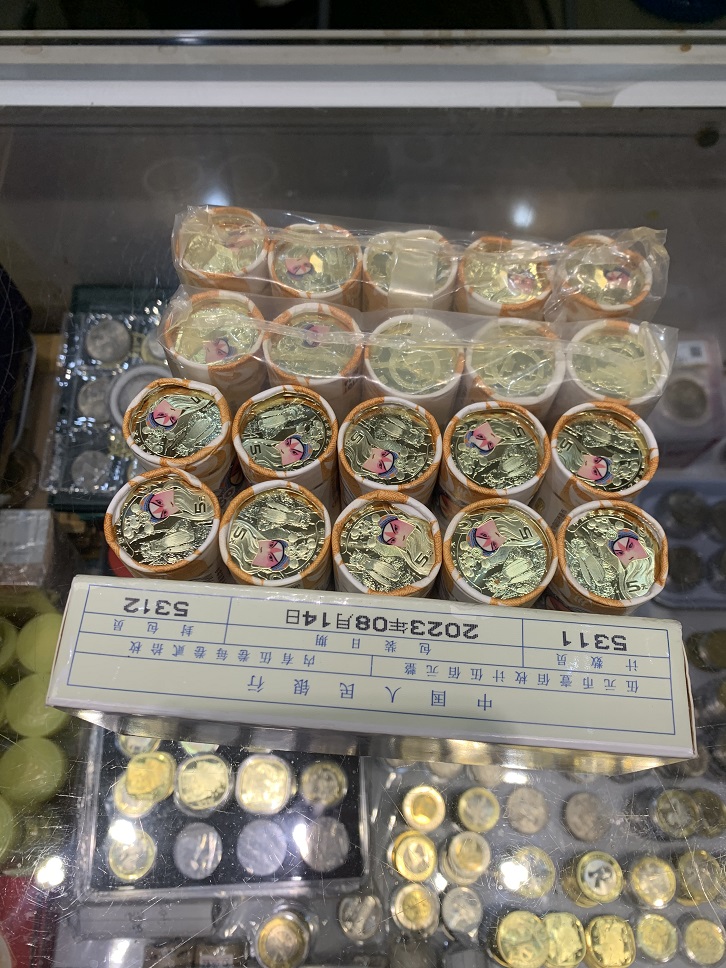 中国人民银行
伍元币壹佰枚计伍佰元整 内有伍卷每卷贰拾枚
计数员 包装日期 封包员
5311 2023年08月14日 5312